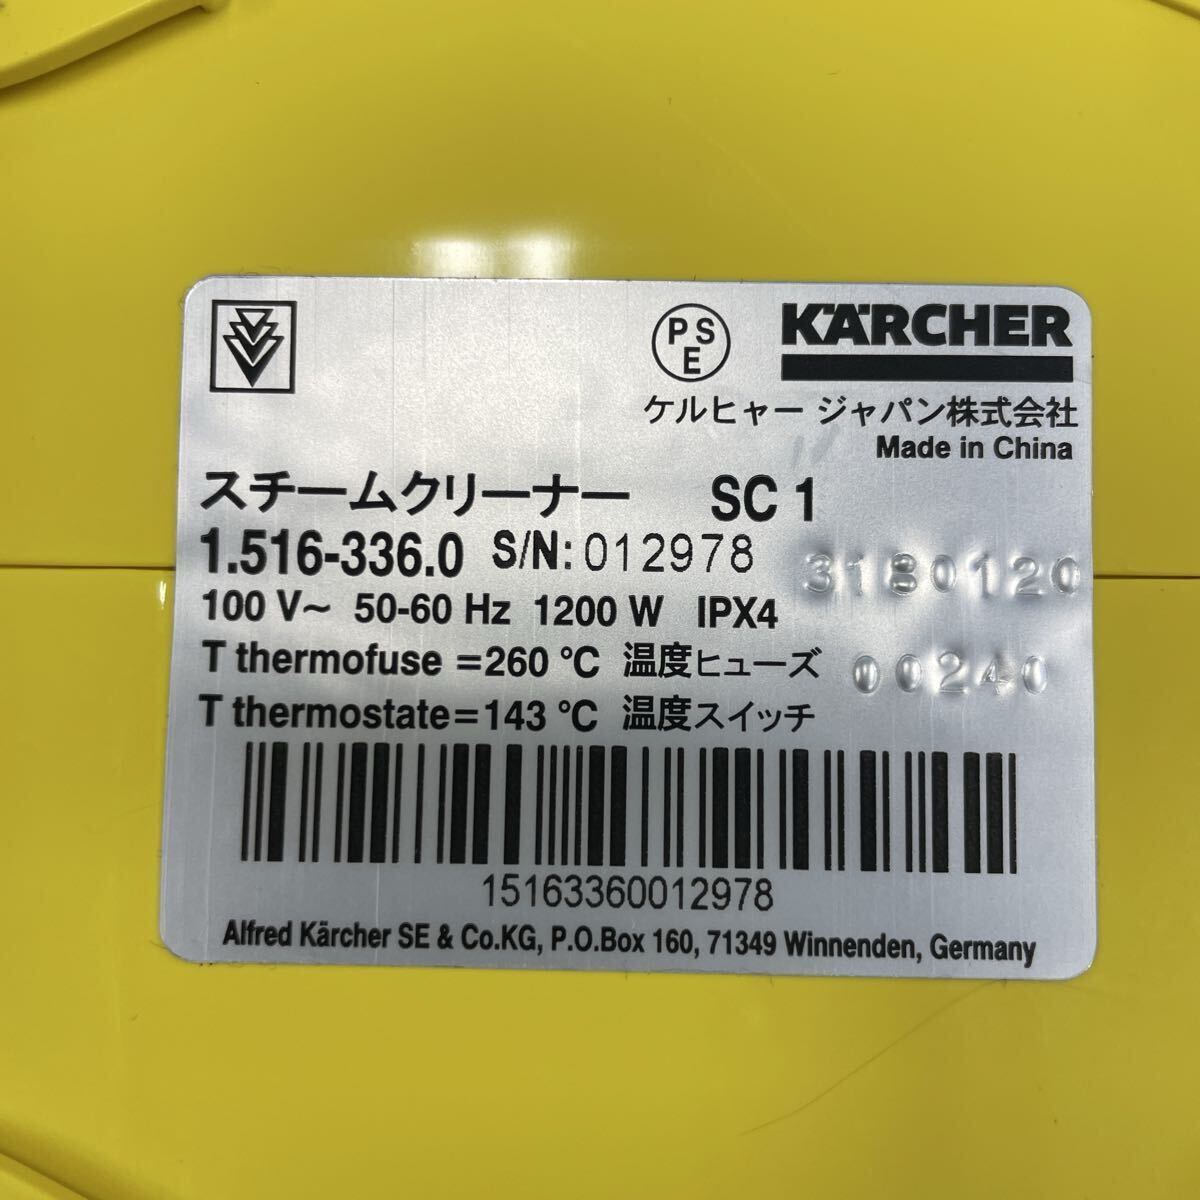 PS
E
KÄRCHER
ケルヒャー ジャパン株式会社
Made in China
スチームクリーナー SC 1
1.516-336.0 S/N: 012978 3180120
100 V~ 50-60 Hz 1200 W IPX4
T thermofuse =260 °C 温度ヒューズ 00240
T thermostate=143 °C 温度スイッチ
15163360012978
Alfred Kärcher SE & Co.KG, P.O.Box 160, 71349 Winnenden, Germany